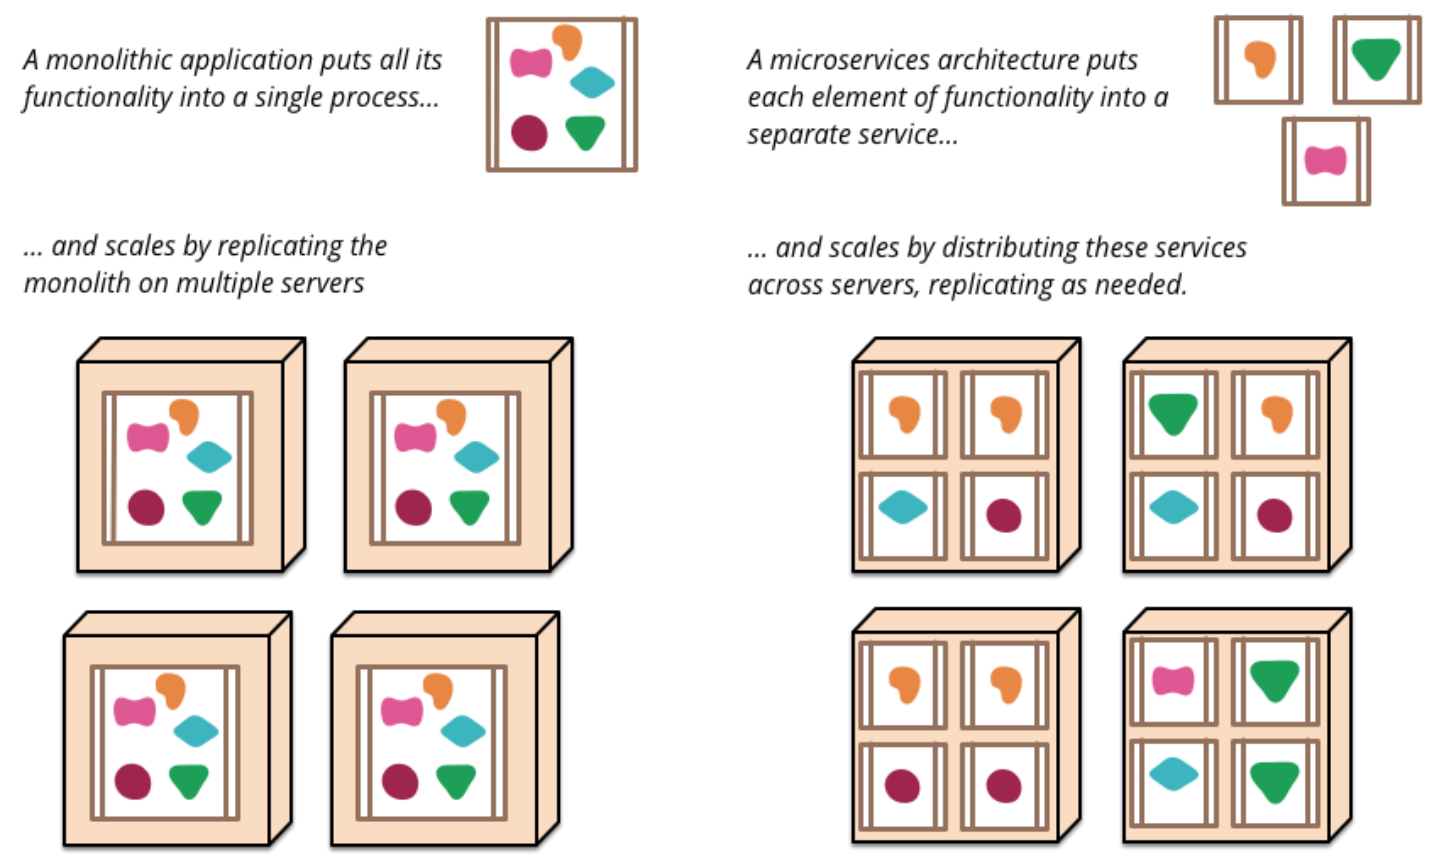 A monolithic application puts all its
functionality into a single process...
... and scales by replicating the
monolith on multiple servers
A microservices architecture puts
each element of functionality into a
separate service...
... and scales by distributing these services
across servers, replicating as needed.